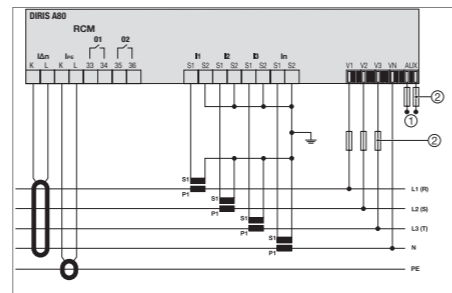 DIRIS A80
RCM
01 02
IΔn IPE I1 I2 I3 In
K L K L 33 34 35 36 S1 S2 S1 S2 S1 S2 S1 S2 V1 V2 V3 VN AUX
②
①
②
S1
P1 L1 (R)
S1
P1 L2 (S)
S1
P1 L3 (T)
S1
P1 N
PE